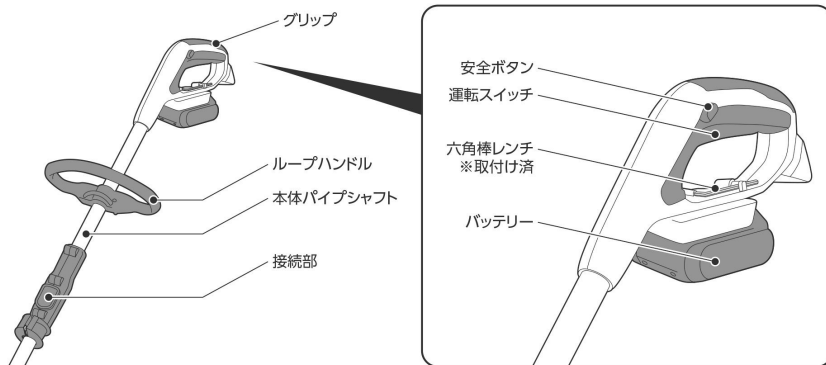 グリップ
ループハンドル
本体パイプシャフト
接続部
安全ボタン
運転スイッチ
六角棒レンチ
※取付け済
バッテリー